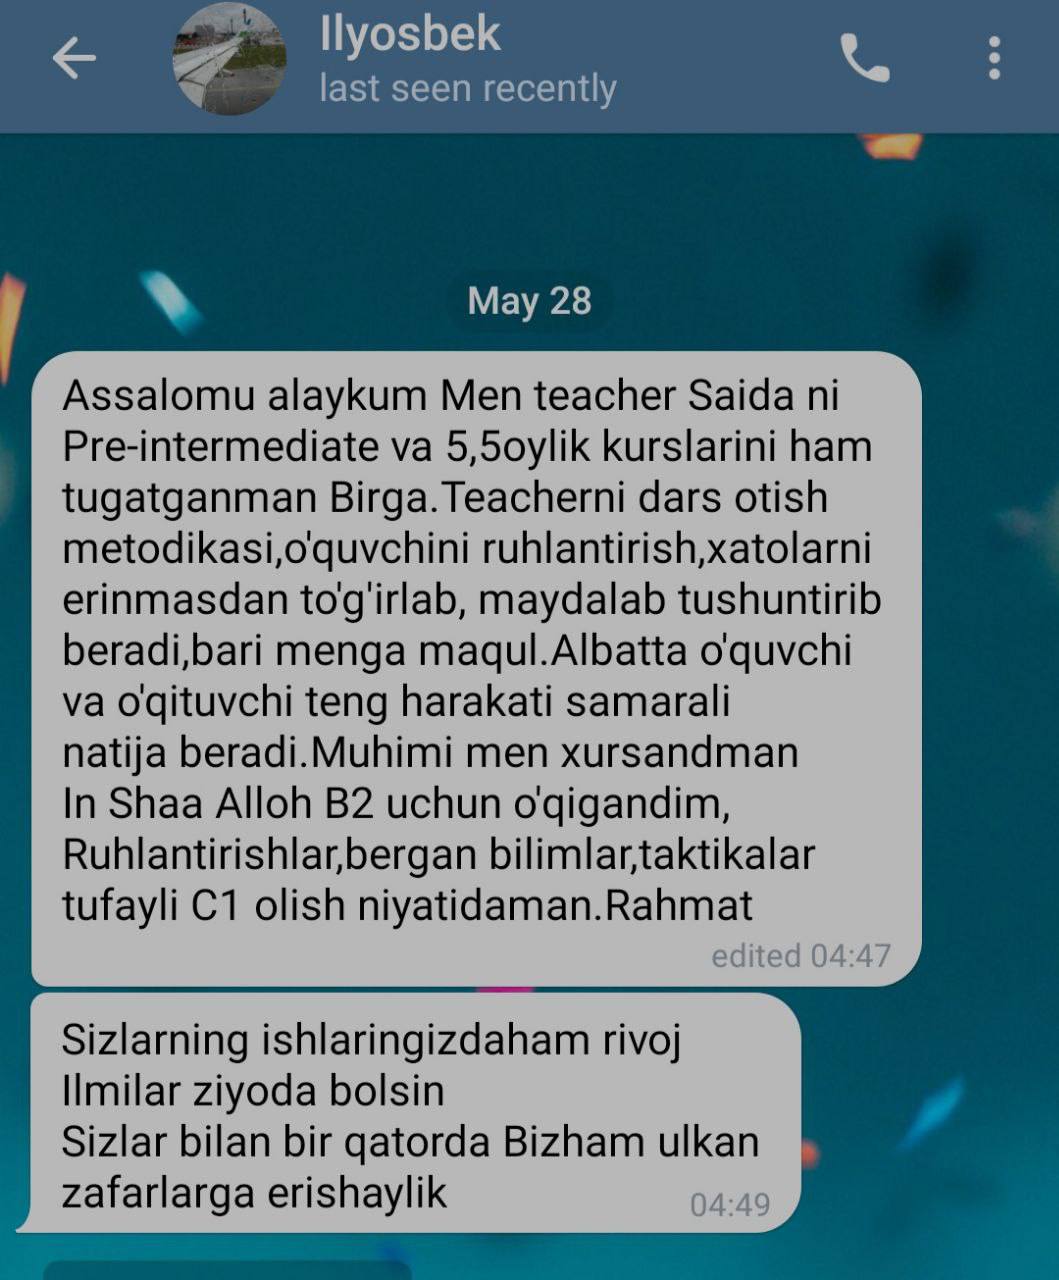 Ilyosbek
last seen recently
May 28
Assalomu alaykum Men teacher Saida ni
Pre-intermediate va 5,5oylik kurslarini ham
tugatganman Birga.Teacherni dars otish
metodikasi,o'quvchini ruhlantirish,xatolarni
erinmasdan to'g'irlab, maydalab tushuntirib
beradi,bari menga maqul.Albatta o'quvchi
va o'qituvchi teng harakati samarali
natija beradi.Muhimi men xursandman
In Shaa Alloh B2 uchun o'qigandim,
Ruhlantirishlar,bergan bilimlar,taktikalar
tufayli C1 olish niyatidaman.Rahmat
edited 04:47
Sizlarning ishlaringizdaham rivoj
Ilmilar ziyoda bolsin
Sizlar bilan bir qatorda Bizham ulkan
zafarlarga erishaylik
04:49